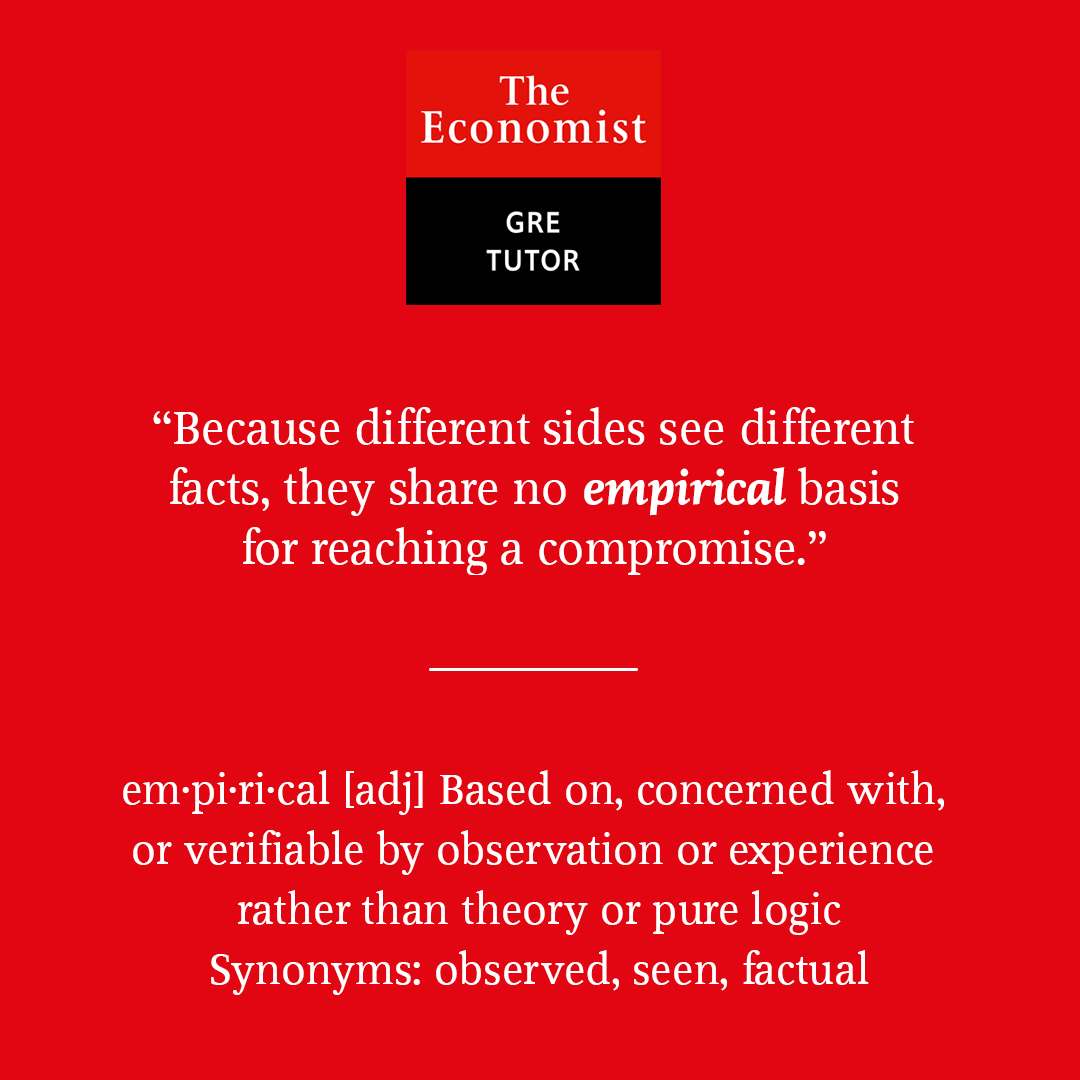 The
Economist
GRE
TUTOR
“Because different sides see different
facts, they share no empirical basis
for reaching a compromise.”
em·pi·ri·cal [adj] Based on, concerned with,
or verifiable by observation or experience
rather than theory or pure logic
Synonyms: observed, seen, factual